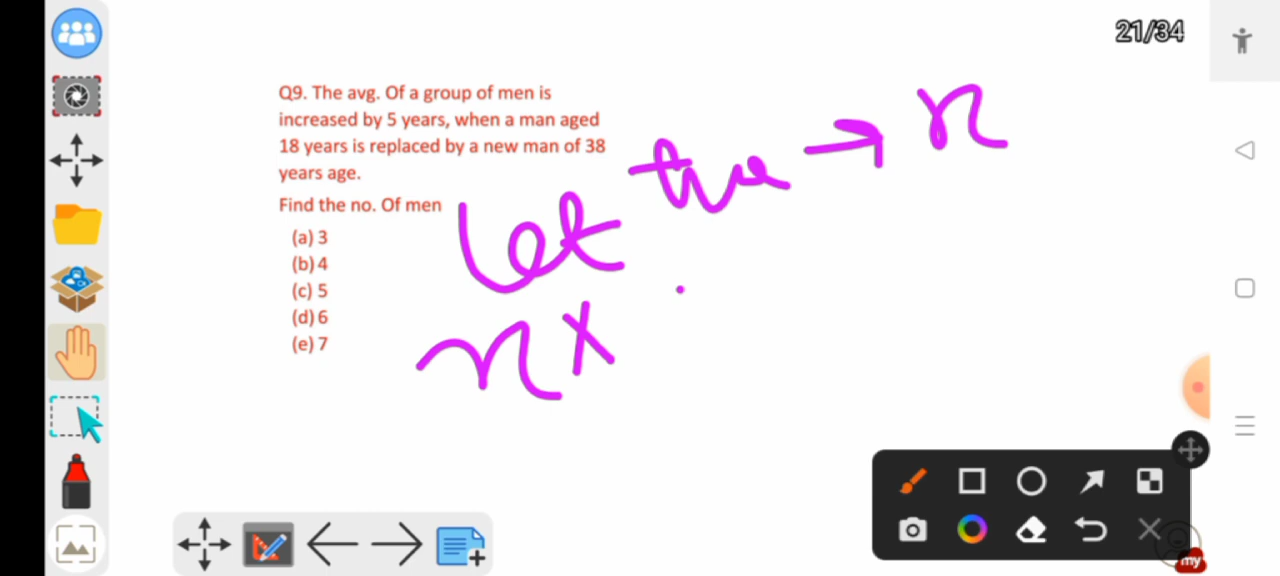 21/34
Q9. The avg. Of a group of men is
increased by 5 years, when a man aged
18 years is replaced by a new man of 38
years age.
Find the no. Of men
(a) 3
(b) 4
(c) 5
(d) 6
(e) 7
Let the → n
n×
my